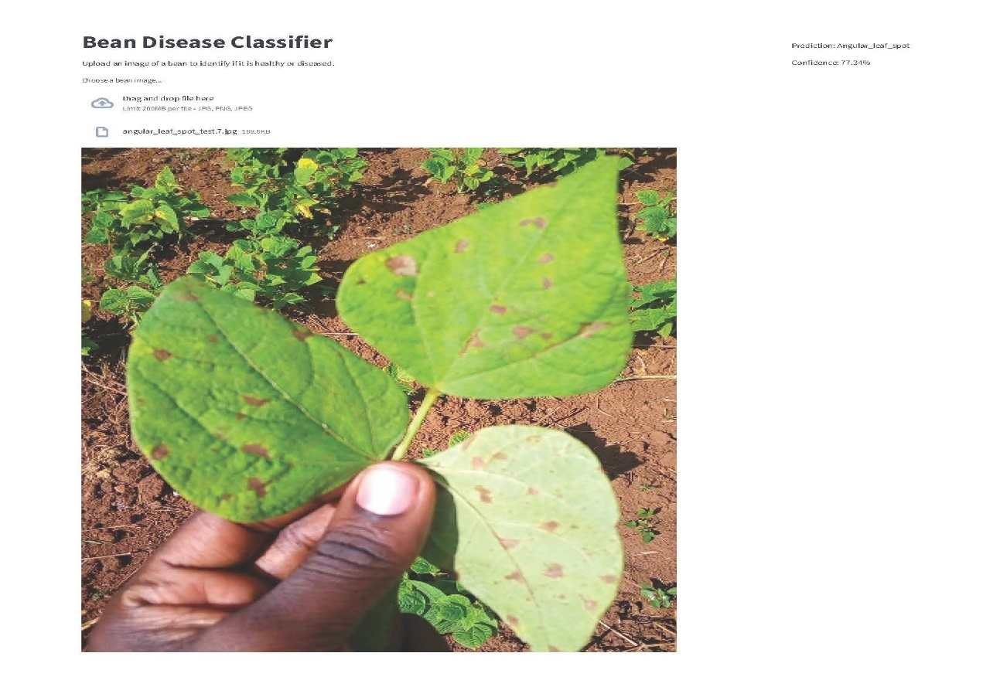 Bean Disease Classifier
Upload an image of a bean to identify if it is healthy or diseased.
Choose a bean image...
Drag and drop file here
Limit 200MB per file • JPG, PNG, JPEG
angular_leaf_spot_test.7.jpg 168.6KB
Prediction: Angular_leaf_spot
Confidence: 77.34%